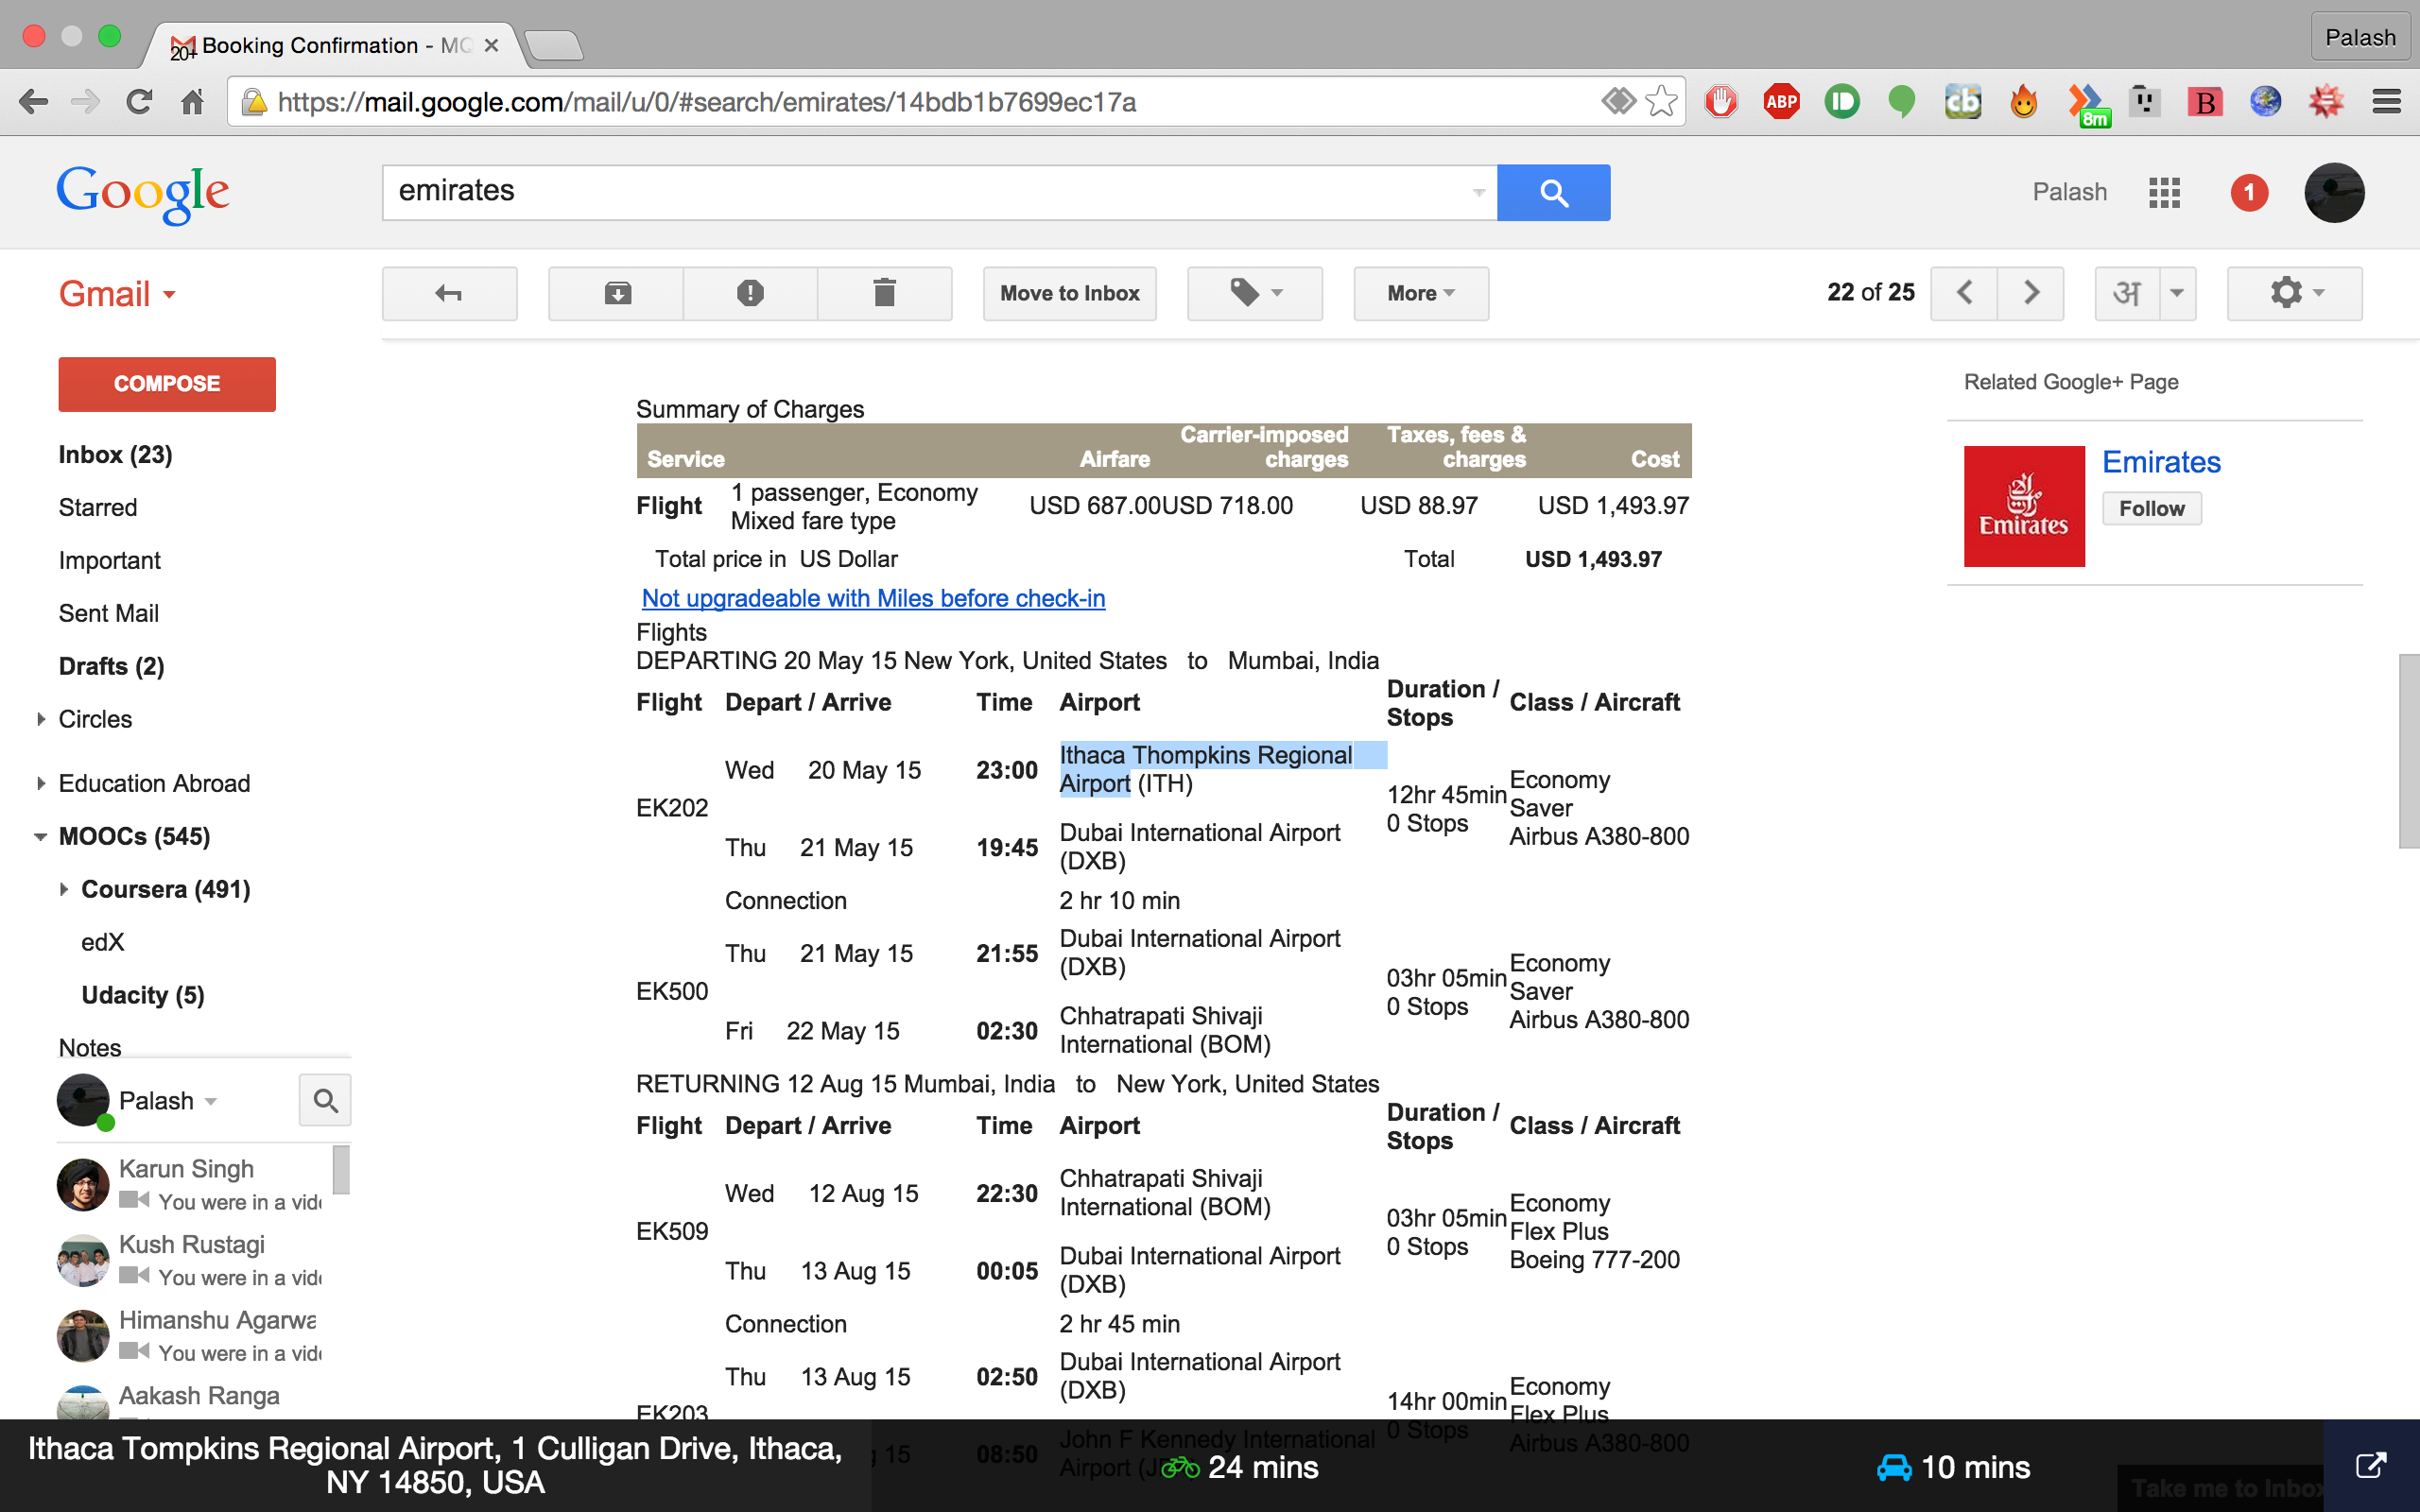 Booking Confirmation - MQ
Palash
https://mail.google.com/mail/u/0/#search/emirates/14bdb1b7699ec17a
ABP
cb
8m
B
Google
emirates
Palash
1
Gmail
Move to Inbox
More
22 of 25
अ
COMPOSE
Inbox (23)
Starred
Important
Sent Mail
Drafts (2)
Circles
Education Abroad
MOOCs (545)
Coursera (491)
edX
Udacity (5)
Notes
Palash
Karun Singh
You were in a vide
Kush Rustagi
You were in a vide
Himanshu Agarwa
You were in a vide
Aakash Ranga
Summary of Charges
Service Airfare Carrier-imposed charges Taxes, fees & charges Cost
Flight 1 passenger, Economy Mixed fare type USD 687.00USD 718.00 USD 88.97 USD 1,493.97
Total price in US Dollar Total USD 1,493.97
Not upgradeable with Miles before check-in
Flights
DEPARTING 20 May 15 New York, United States to Mumbai, India
Flight Depart / Arrive Time Airport Duration / Stops Class / Aircraft
EK202
Wed 20 May 15 23:00 Ithaca Thompkins Regional Airport (ITH)
12hr 45min
0 Stops
Economy
Saver
Airbus A380-800
Thu 21 May 15 19:45 Dubai International Airport (DXB)
Connection 2 hr 10 min
EK500
Thu 21 May 15 21:55 Dubai International Airport (DXB)
03hr 05min
0 Stops
Economy
Saver
Airbus A380-800
Fri 22 May 15 02:30 Chhatrapati Shivaji International (BOM)
RETURNING 12 Aug 15 Mumbai, India to New York, United States
Flight Depart / Arrive Time Airport Duration / Stops Class / Aircraft
EK509
Wed 12 Aug 15 22:30 Chhatrapati Shivaji International (BOM)
03hr 05min
0 Stops
Economy
Flex Plus
Boeing 777-200
Thu 13 Aug 15 00:05 Dubai International Airport (DXB)
Connection 2 hr 45 min
EK203
Thu 13 Aug 15 02:50 Dubai International Airport (DXB)
14hr 00min
0 Stops
Economy
Flex Plus
Airbus A380-800
15 08:50 John F Kennedy International Airport
Related Google+ Page
Emirates
Emirates
Follow
Ithaca Tompkins Regional Airport, 1 Culligan Drive, Ithaca,
NY 14850, USA
24 mins
10 mins
Take me to Inbox